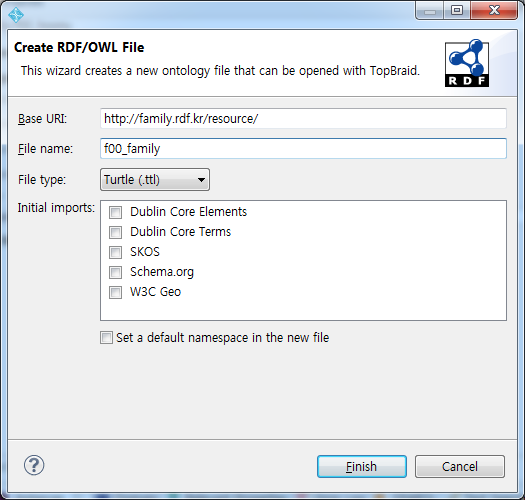 Create RDF/OWL File
This wizard creates a new ontology file that can be opened with TopBraid.
RDF
Base URI: http://family.rdf.kr/resource/
File name: f00_family
File type: Turtle (.ttl)
Initial imports:
Dublin Core Elements
Dublin Core Terms
SKOS
Schema.org
W3C Geo
Set a default namespace in the new file
?
Finish Cancel